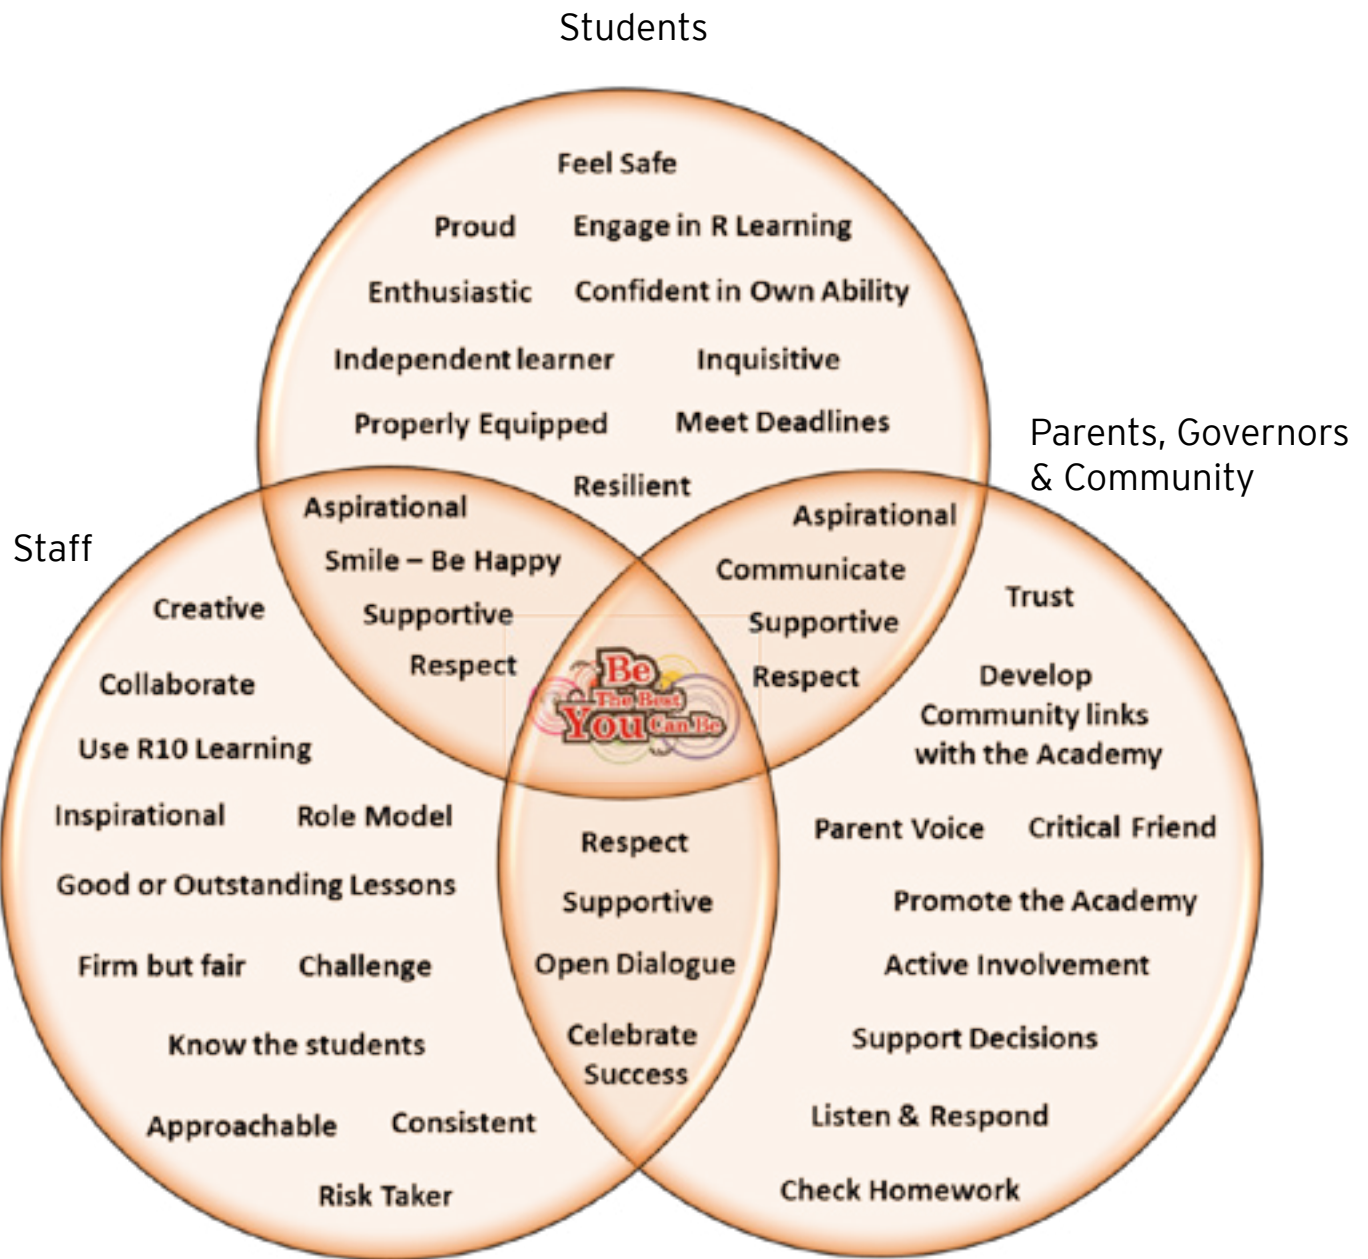 Students
Feel Safe
Proud
Engage in R Learning
Enthusiastic
Confident in Own Ability
Independent learner
Inquisitive
Properly Equipped
Meet Deadlines
Resilient
Parents, Governors
& Community
Staff
Aspirational
Smile – Be Happy
Supportive
Respect
Aspirational
Communicate
Supportive
Respect
Be
The Best
You Can Be
Creative
Collaborate
Use R10 Learning
Inspirational
Role Model
Good or Outstanding Lessons
Firm but fair
Challenge
Know the students
Approachable
Consistent
Risk Taker
Respect
Supportive
Open Dialogue
Celebrate
Success
Trust
Develop
Community links
with the Academy
Parent Voice
Critical Friend
Promote the Academy
Active Involvement
Support Decisions
Listen & Respond
Check Homework